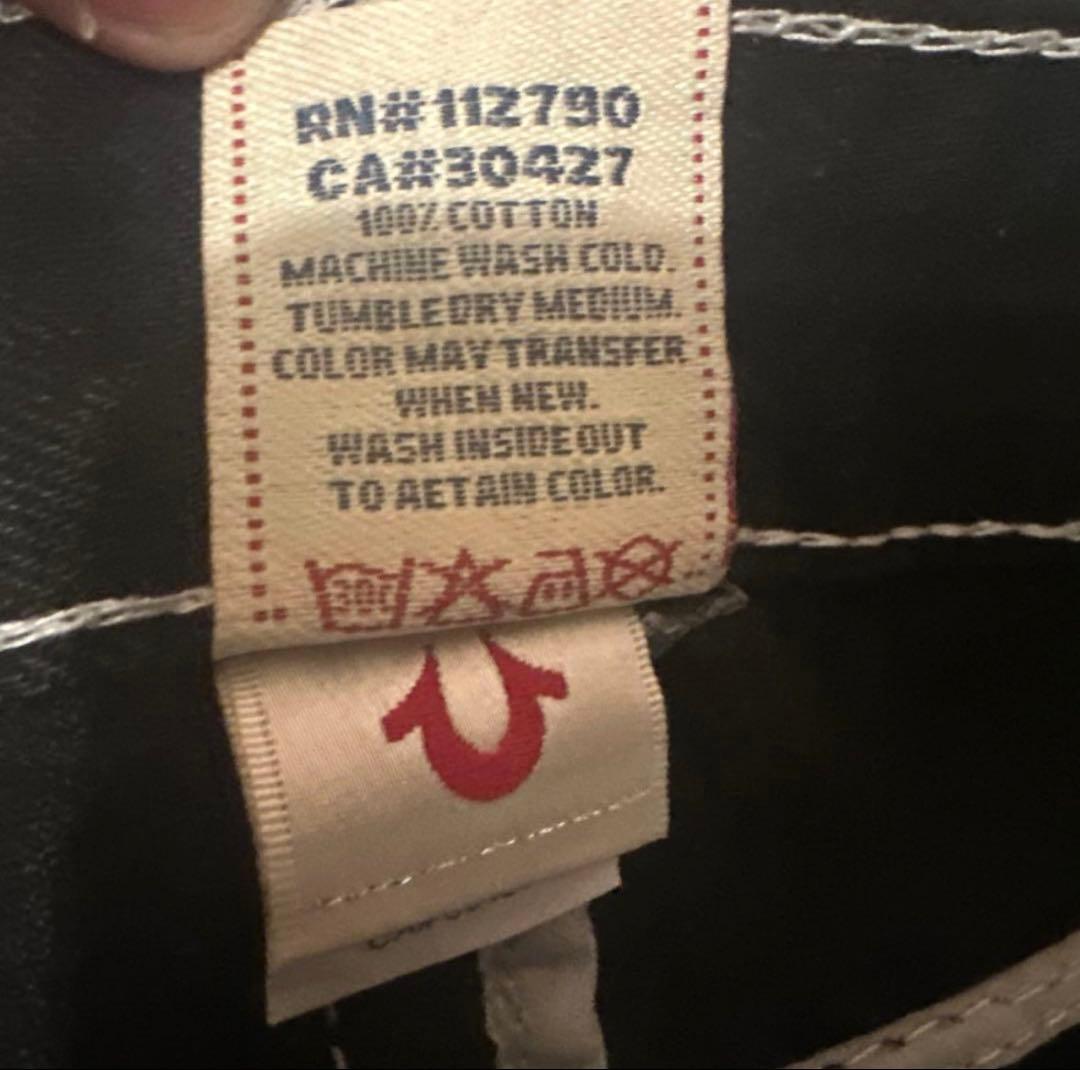 RN#112790
CA#30427
100% COTTON
MACHINE WASH COLD.
TUMBLE DRY MEDIUM.
COLOR MAY TRANSFER
WHEN NEW.
WASH INSIDE OUT
TO AETAIN COLOR.
30C